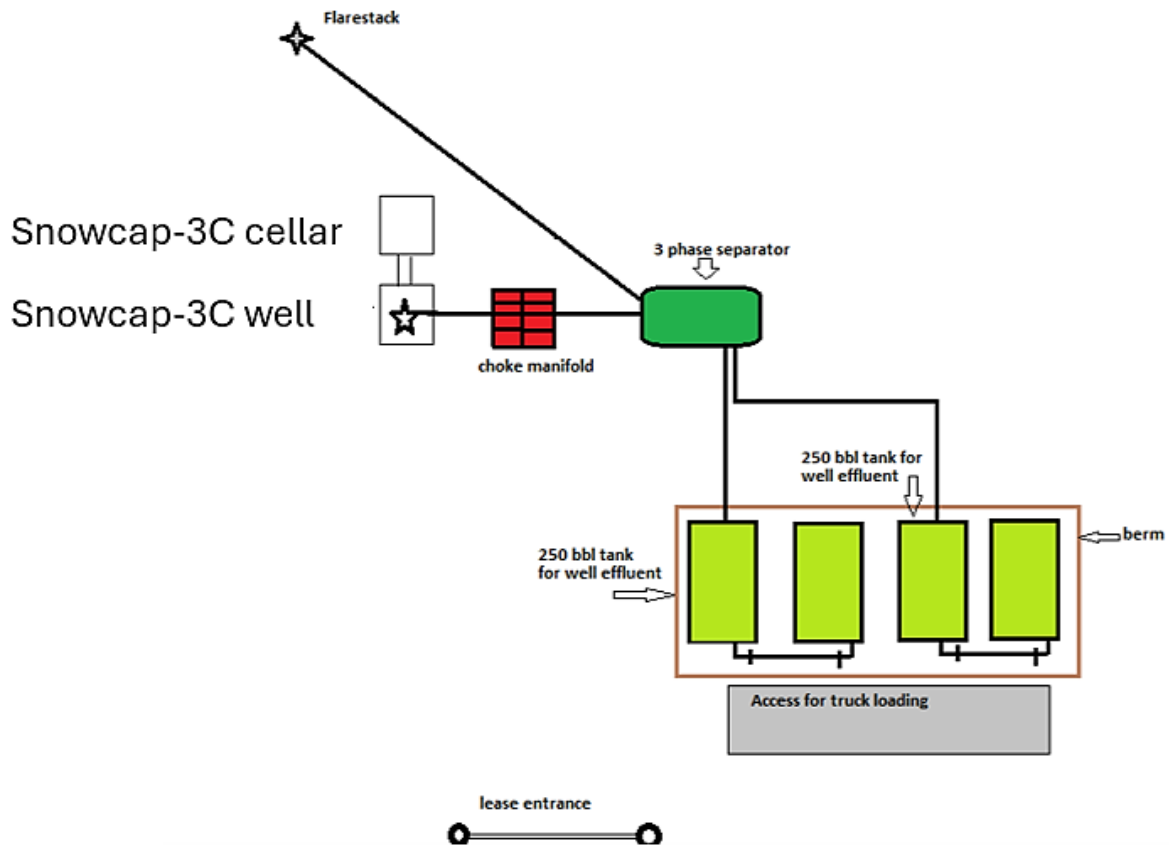 Flarestack
Snowcap-3C cellar
3 phase separator
Snowcap-3C well
choke manifold
250 bbl tank for
well effluent
berm
250 bbl tank
for well effluent
Access for truck loading
lease entrance